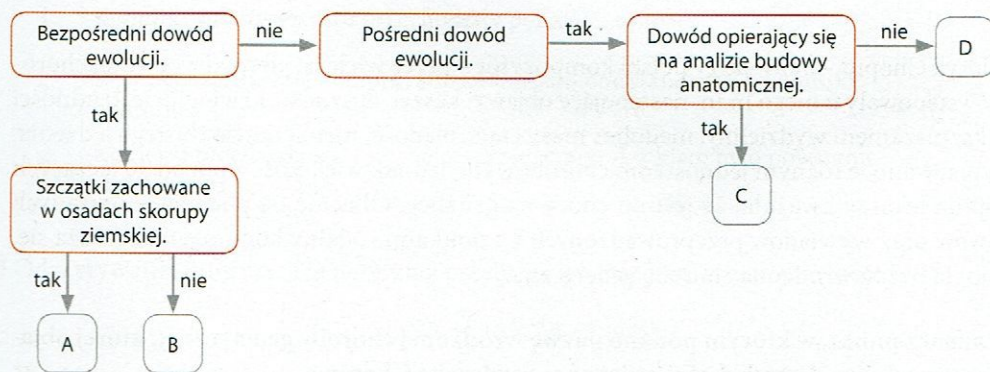 Bezpośredni dowód
ewolucji.
nie
Pośredni dowód
ewolucji.
tak
Dowód opierający się
na analizie budowy
anatomicznej.
nie
D
tak
tak
C
Szczątki zachowane
w osadach skorupy
ziemskiej.
tak
nie
A
B